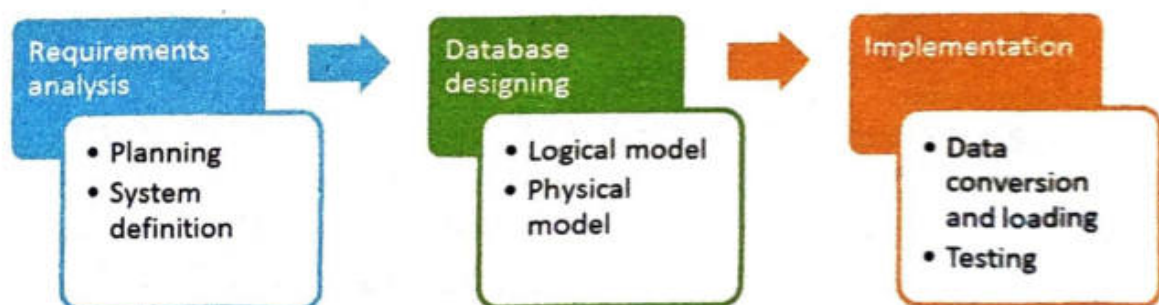 Requirements
analysis
• Planning
• System
definition
Database
designing
• Logical model
• Physical
model
Implementation
• Data
conversion
and loading
• Testing